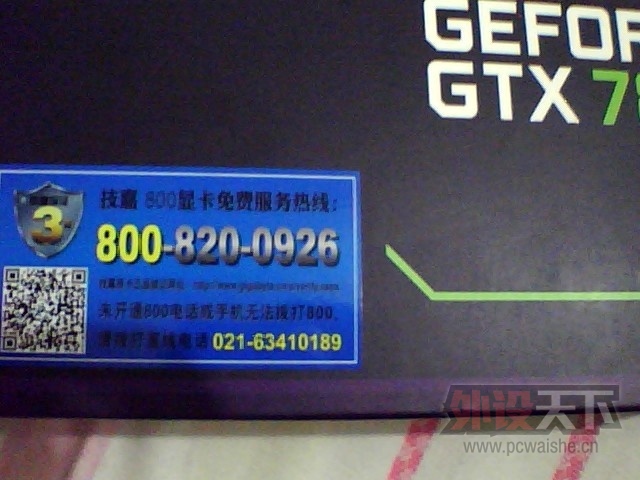 GEFOR
GTX 78
3
技嘉 800显卡免费服务热线：
800-820-0926
未开通800电话或手机无法拨打800，
请拨打直线电话 021-63410189
外设天下
www.pcwaishe.cn